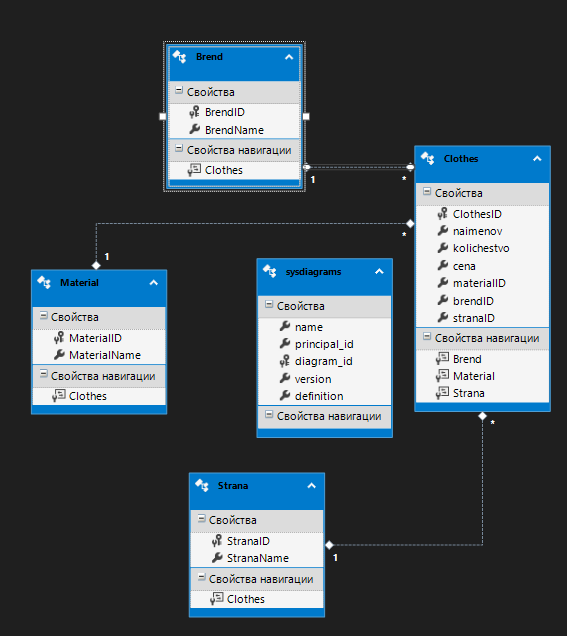 Brend
Свойства
BrendID
BrendName
Свойства навигации
Clothes
1
*
Clothes
Свойства
ClothesID
naimenov
kolichestvo
cena
materialID
brendID
stranaID
Свойства навигации
Brend
Material
Strana
*
1
*
Material
Свойства
MaterialID
MaterialName
Свойства навигации
Clothes
sysdiagrams
Свойства
name
principal_id
diagram_id
version
definition
Свойства навигации
Strana
Свойства
StranaID
StranaName
Свойства навигации
Clothes
1